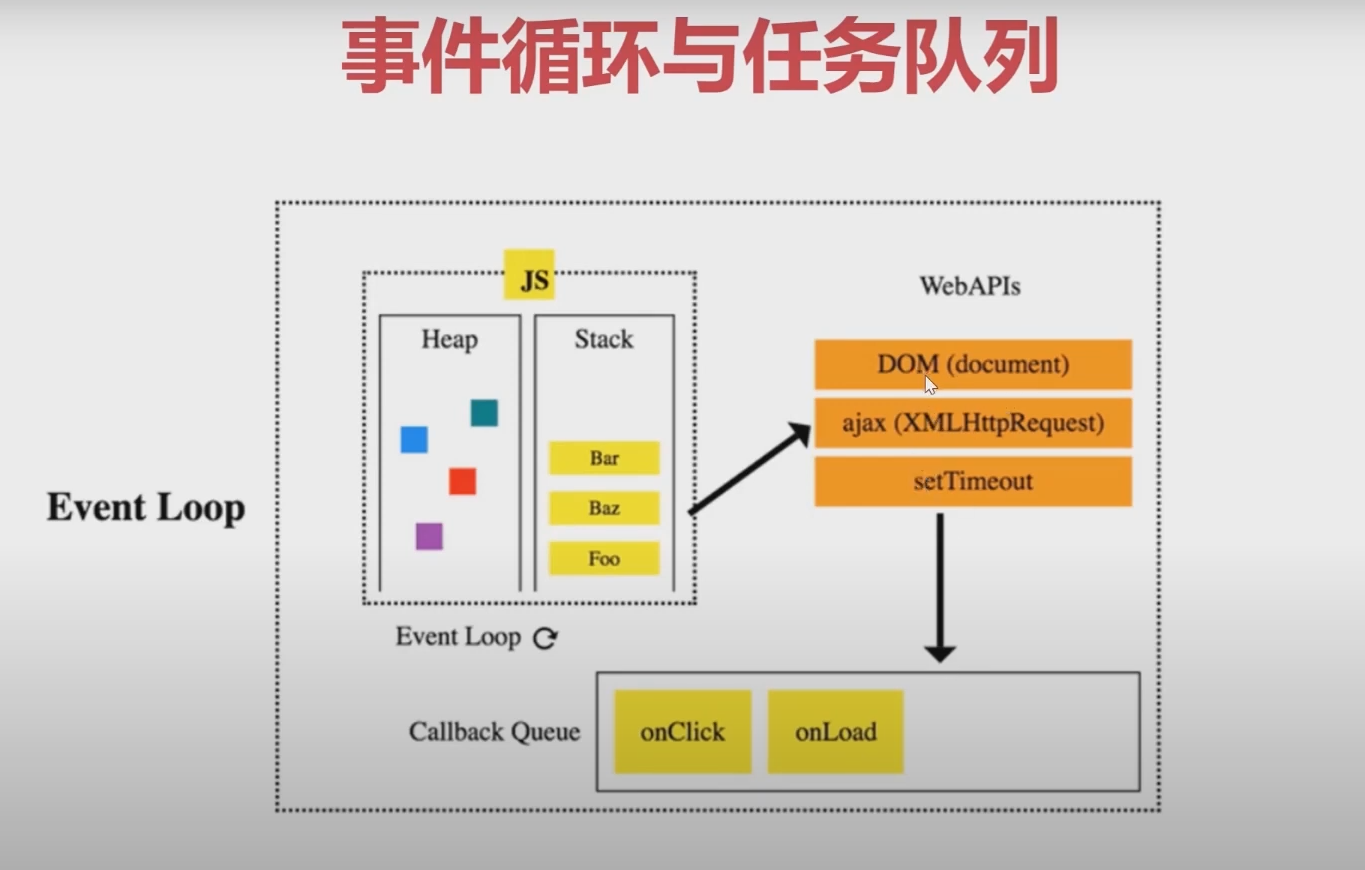 事件循环与任务队列
JS
Heap
Stack
Bar
Baz
Foo
WebAPIs
DOM (document)
ajax (XMLHttpRequest)
setTimeout
Event Loop
Event Loop
Callback Queue
onClick
onLoad